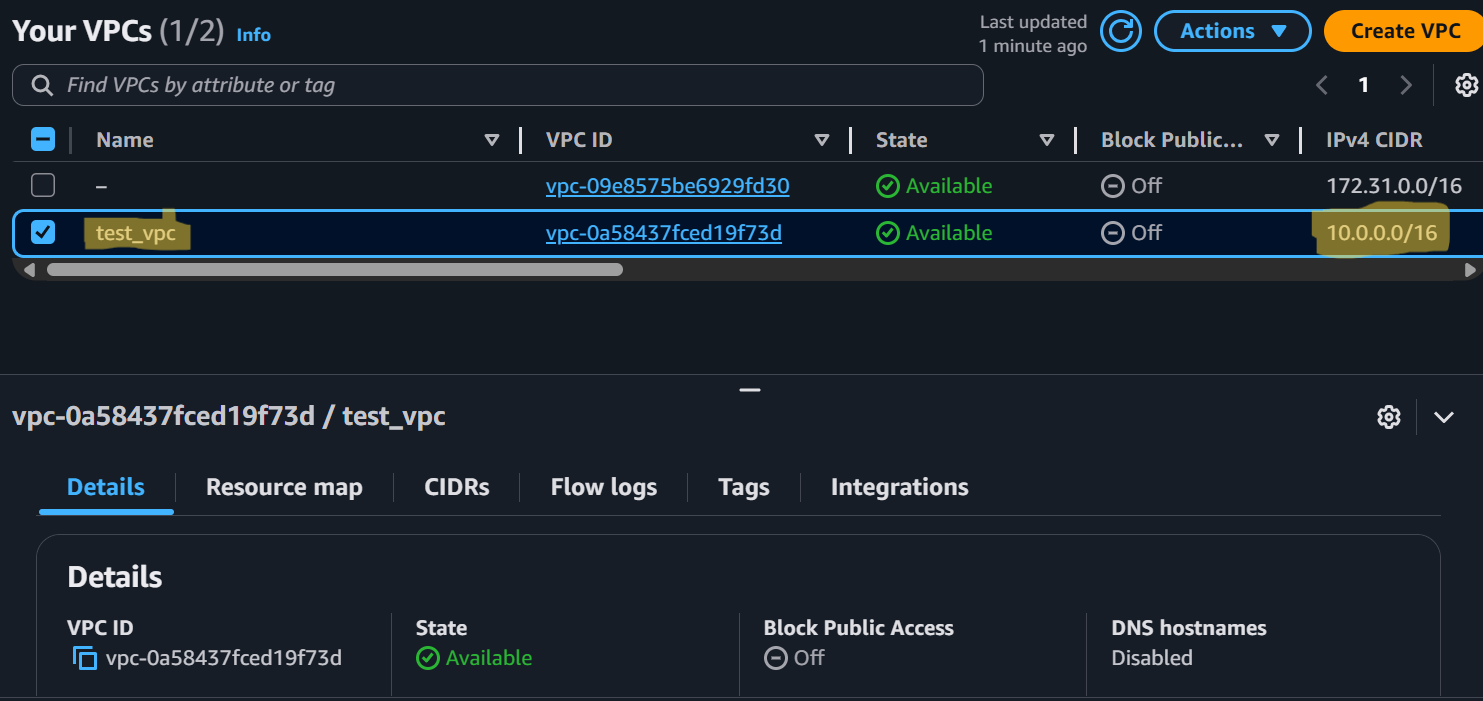 Your VPCs (1/2) Info
Last updated
1 minute ago
Actions
Create VPC
Find VPCs by attribute or tag
1
Name VPC ID State Block Public... IPv4 CIDR
– vpc-09e8575be6929fd30 Available Off 172.31.0.0/16
test_vpc vpc-0a58437fced19f73d Available Off 10.0.0.0/16
vpc-0a58437fced19f73d / test_vpc
Details Resource map CIDRs Flow logs Tags Integrations
Details
VPC ID State Block Public Access DNS hostnames
vpc-0a58437fced19f73d Available Off Disabled